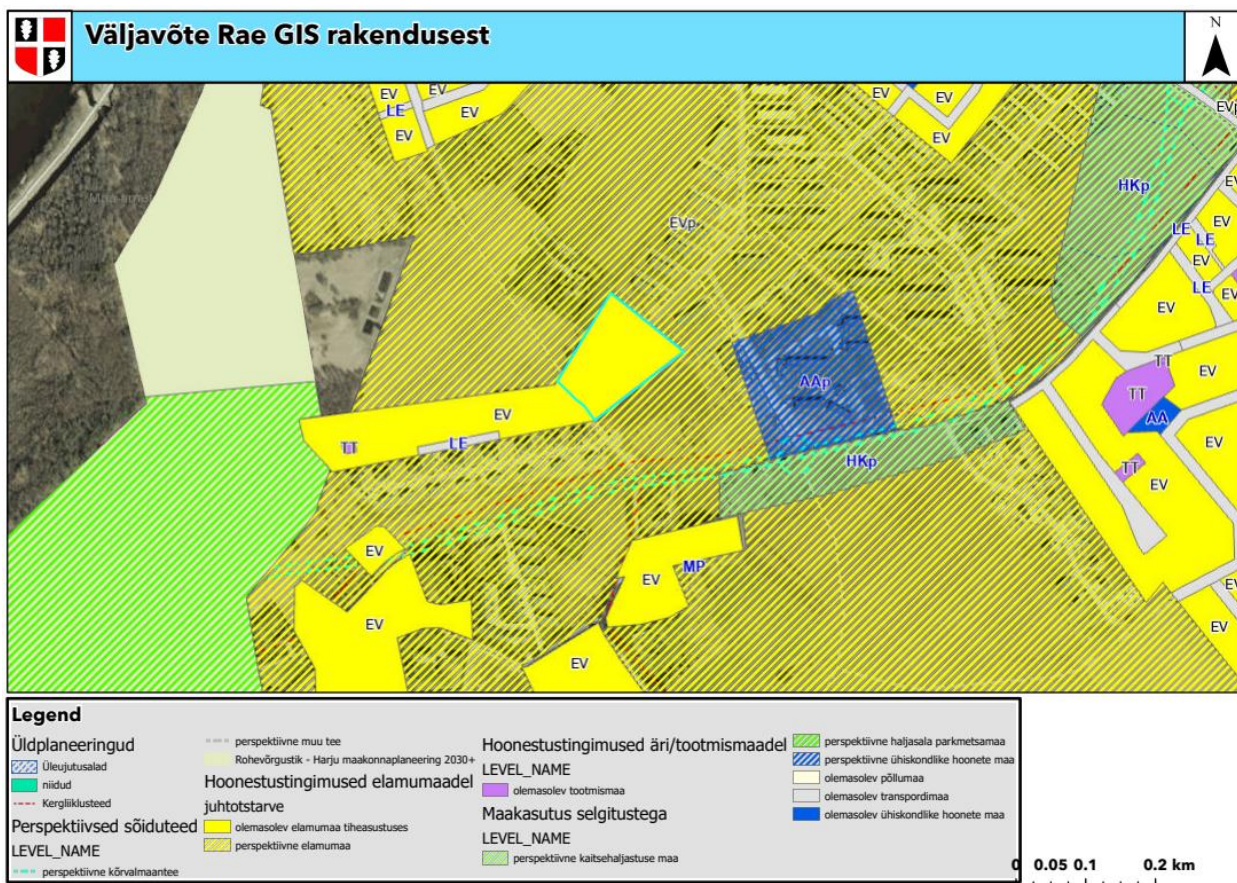 Väljavõte Rae GIS rakendusest
N
EV
LE
EV
EV
EV
EV
EV
EVp
HKp
EV
LE
EV
LE
EV
LE
EV
EVp
EV
AAp
EV
LE
TT
HKp
TT
TT
EV
AA
TT
EV
EV
EV
MP
EV
EV
EV
EV
EV
Legend
Üldplaneeringud
Üleujutusalad
niidud
Kergliiklusteed
Perspektiivsed sõiduteed
LEVEL_NAME
perspektiivne kõrvalmaantee
perspektiivne muu tee
Rohevõrgustik - Harju maakonnaplaneering 2030+
Hoonestustingimused elamumaadel
juhtotstarve
olemasolev elamumaa tiheasustuses
perspektiivne elamumaa
Hoonestustingimused äri/tootmismaadel
LEVEL_NAME
olemasolev tootmismaa
Maakasutus selgitustega
LEVEL_NAME
perspektiivne kaitsehaljastuse maa
perspektiivne haljasala parkmetsamaa
perspektiivne ühiskondlike hoonete maa
olemasolev põllumaa
olemasolev transpordimaa
olemasolev ühiskondlike hoonete maa
0 0.05 0.1 0.2 km